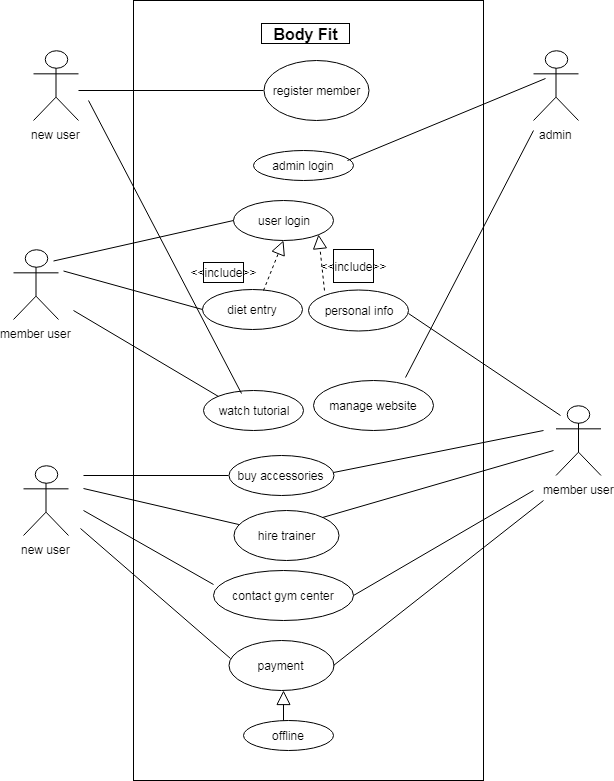 Body Fit
register member
new user
admin
admin login
user login
<<include>>
<<include>>
diet entry
personal info
member user
watch tutorial
manage website
buy accessories
member user
hire trainer
new user
contact gym center
payment
offline